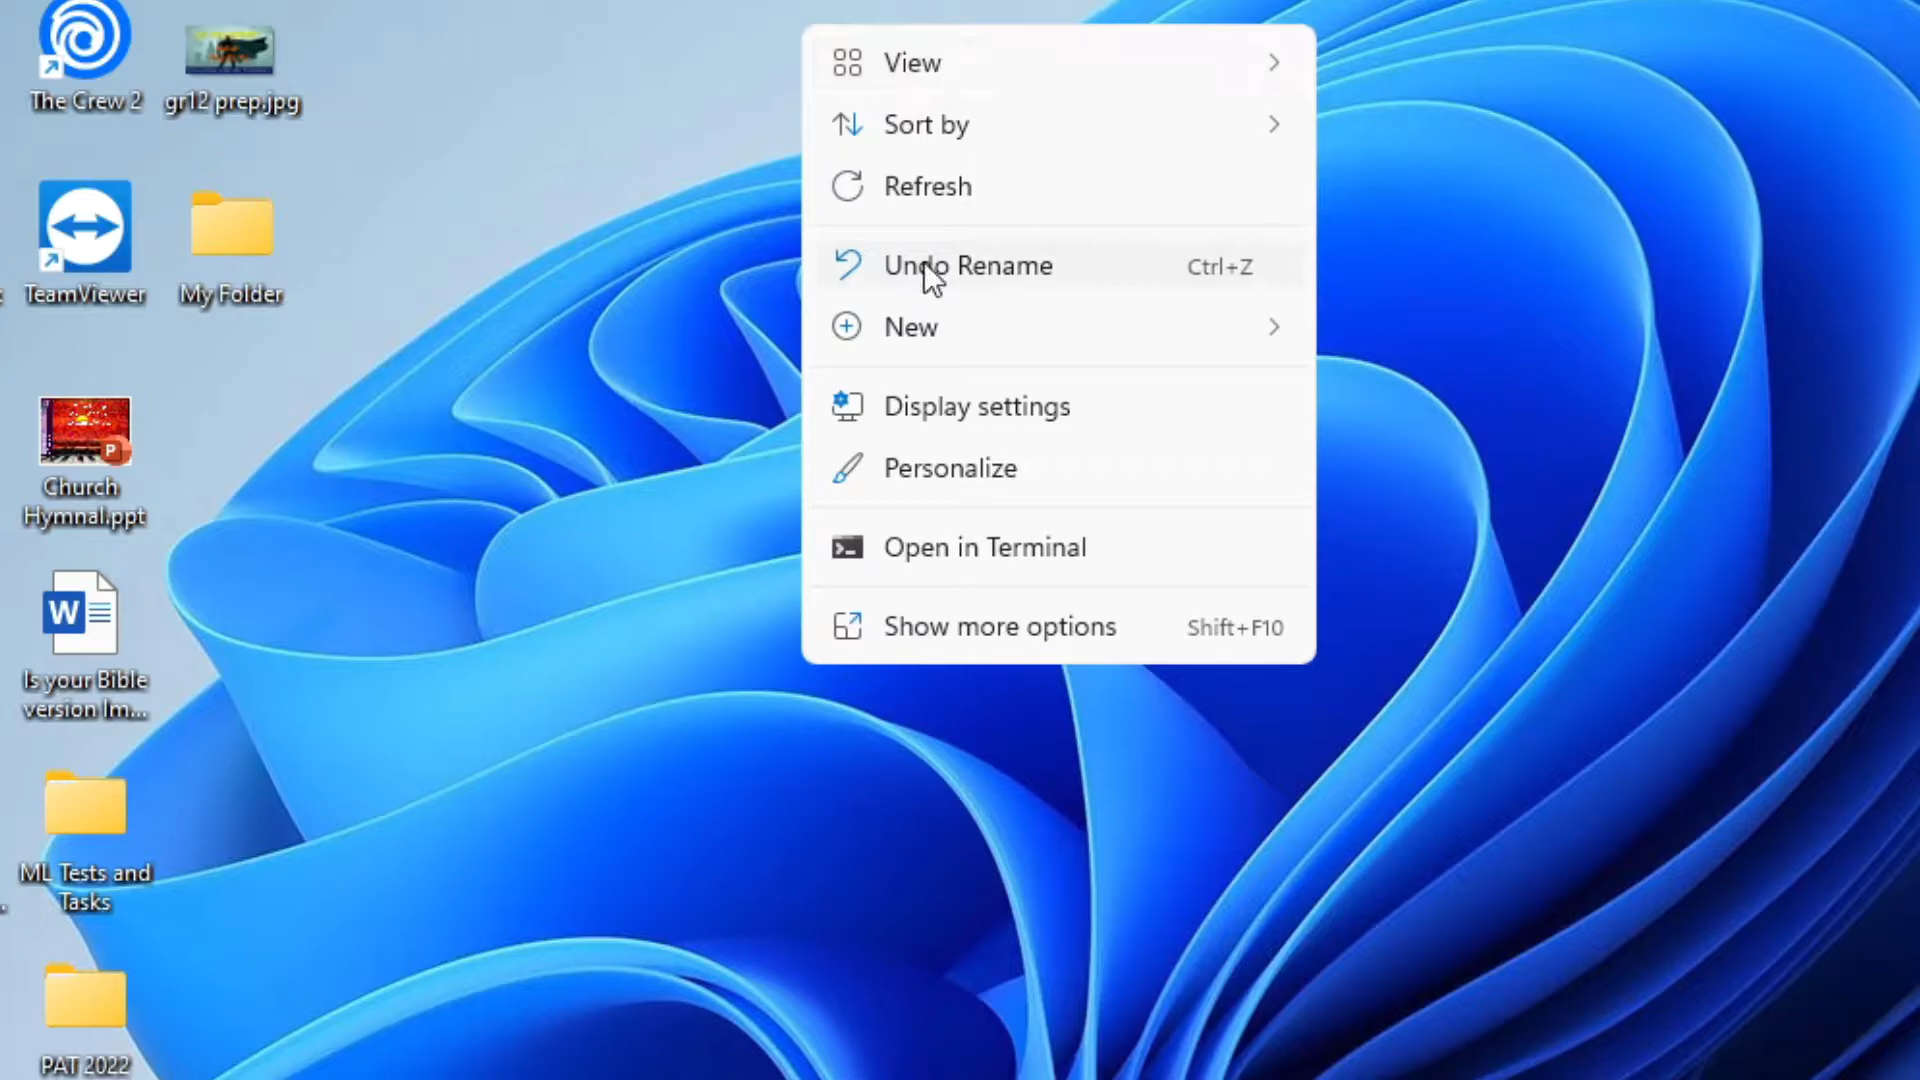 The Crew 2
gr12 prep.jpg
TeamViewer
My Folder
Church
Hymnal.ppt
Is your Bible
version Im...
ML Tests and
Tasks
PAT 2022
View
Sort by
Refresh
Undo Rename Ctrl+Z
New
Display settings
Personalize
Open in Terminal
Show more options Shift+F10